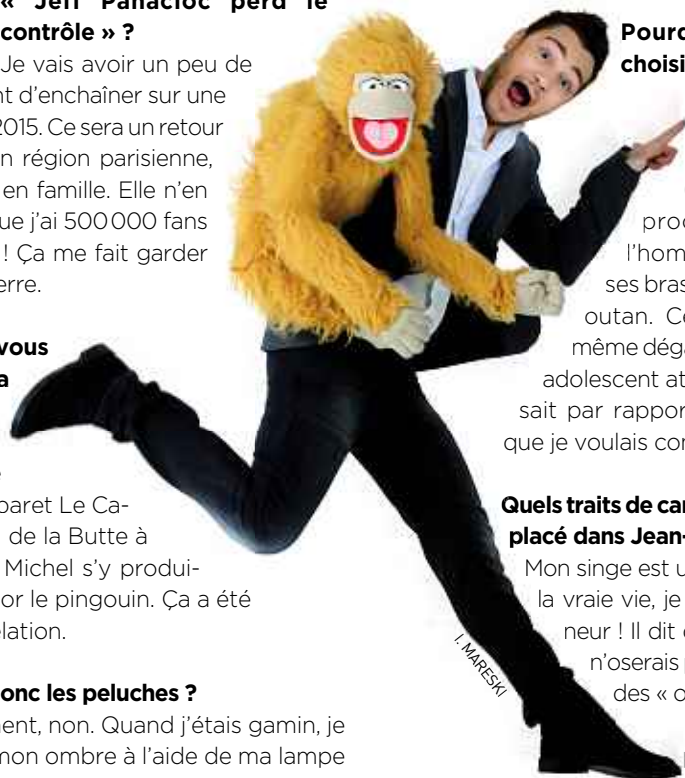 « Jeff Panacloc perd le
contrôle » ?
Je vais avoir un peu de
nt d'enchaîner sur une
2015. Ce sera un retour
n région parisienne,
en famille. Elle n'en
ue j'ai 500 000 fans
! Ça me fait garder
erre.
vous
a
baret Le Ca-
de la Butte à
Michel s'y produi-
or le pingouin. Ça a été
élation.
onc les peluches ?
ment, non. Quand j'étais gamin, je
mon ombre à l'aide de ma lampe
I. MARESKI
Pourq
choisi
proc
l'hom
ses bras
outan. Ce
même déga
adolescent at
sait par rappor
que je voulais con
Quels traits de car
placé dans Jean-
Mon singe est u
la vraie vie, je
neur ! Il dit c
n'oserais p
des « o